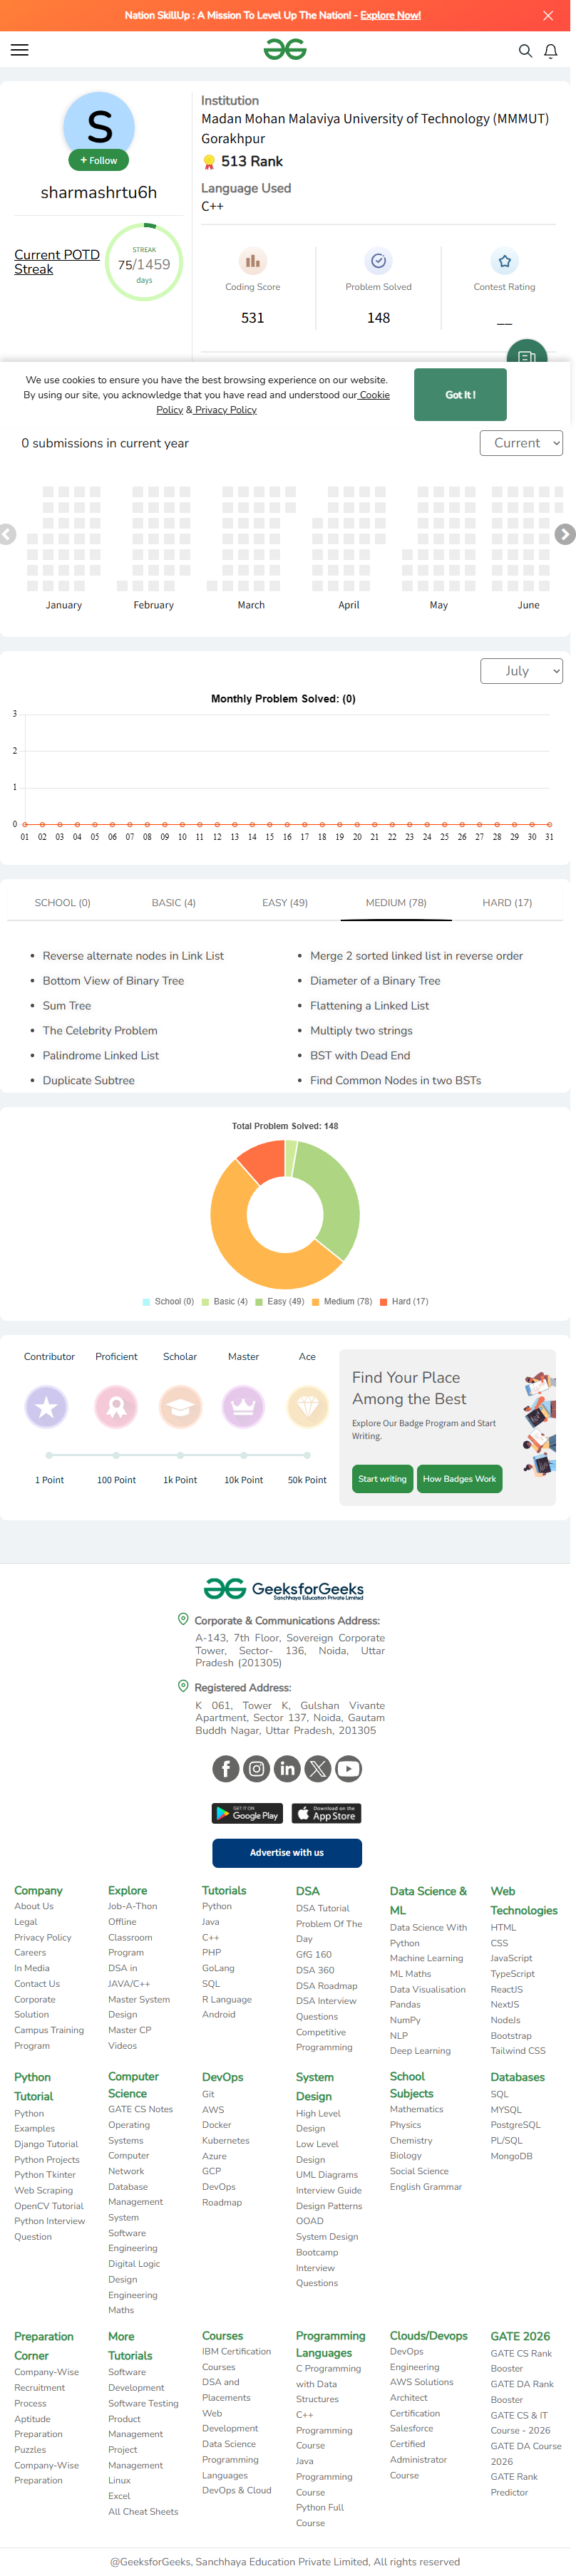 Nation SkillUp : A Mission To Level Up The Nation! - Explore Now!
S
+ Follow
sharmashrtu6h
Current POTD
Streak
STREAK
75/1459
days
Institution
Madan Mohan Malaviya University of Technology (MMMUT)
Gorakhpur
513 Rank
Language Used
C++
Coding Score
531
Problem Solved
148
Contest Rating
__
We use cookies to ensure you have the best browsing experience on our website.
By using our site, you acknowledge that you have read and understood our Cookie
Policy & Privacy Policy
Got It !
0 submissions in current year
Current
January February March April May June
July
Monthly Problem Solved: (0)
3
2
1
0
01 02 03 04 05 06 07 08 09 10 11 12 13 14 15 16 17 18 19 20 21 22 23 24 25 26 27 28 29 30 31
SCHOOL (0) BASIC (4) EASY (49) MEDIUM (78) HARD (17)
Reverse alternate nodes in Link List
Merge 2 sorted linked list in reverse order
Bottom View of Binary Tree
Diameter of a Binary Tree
Sum Tree
Flattening a Linked List
The Celebrity Problem
Multiply two strings
Palindrome Linked List
BST with Dead End
Duplicate Subtree
Find Common Nodes in two BSTs
Total Problem Solved: 148
School (0) Basic (4) Easy (49) Medium (78) Hard (17)
Contributor Proficient Scholar Master Ace
1 Point 100 Point 1k Point 10k Point 50k Point
Find Your Place
Among the Best
Explore Our Badge Program and Start
Writing.
Start writing
How Badges Work
GeeksforGeeks
Sanchhaya Education Private Limited
Corporate & Communications Address:
A-143, 7th Floor, Sovereign Corporate
Tower, Sector- 136, Noida, Uttar
Pradesh (201305)
Registered Address:
K 061, Tower K, Gulshan Vivante
Apartment, Sector 137, Noida, Gautam
Buddh Nagar, Uttar Pradesh, 201305
GET IT ON
Google Play
Download on the
App Store
Advertise with us
Company
About Us
Legal
Privacy Policy
Careers
In Media
Contact Us
Corporate
Solution
Campus Training
Program
Explore
Job-A-Thon
Offline
Classroom
Program
DSA in
JAVA/C++
Master System
Design
Master CP
Videos
Tutorials
Python
Java
C++
PHP
GoLang
SQL
R Language
Android
DSA
DSA Tutorial
Problem Of The
Day
GfG 160
DSA 360
DSA Roadmap
DSA Interview
Questions
Competitive
Programming
Data Science &
ML
Data Science With
Python
Machine Learning
ML Maths
Data Visualisation
Pandas
NumPy
NLP
Deep Learning
Web
Technologies
HTML
CSS
JavaScript
TypeScript
ReactJS
NextJS
NodeJs
Bootstrap
Tailwind CSS
Python
Tutorial
Python
Examples
Django Tutorial
Python Projects
Python Tkinter
Web Scraping
OpenCV Tutorial
Python Interview
Question
Computer
Science
GATE CS Notes
Operating
Systems
Computer
Network
Database
Management
System
Software
Engineering
Digital Logic
Design
Engineering
Maths
DevOps
Git
AWS
Docker
Kubernetes
Azure
GCP
DevOps
Roadmap
System
Design
High Level
Design
Low Level
Design
UML Diagrams
Interview Guide
Design Patterns
OOAD
System Design
Bootcamp
Interview
Questions
School
Subjects
Mathematics
Physics
Chemistry
Biology
Social Science
English Grammar
Databases
SQL
MYSQL
PostgreSQL
PL/SQL
MongoDB
Preparation
Corner
Company-Wise
Recruitment
Process
Aptitude
Preparation
Puzzles
Company-Wise
Preparation
More
Tutorials
Software
Development
Software Testing
Product
Management
Project
Management
Linux
Excel
All Cheat Sheets
Courses
IBM Certification
Courses
DSA and
Placements
Web
Development
Data Science
Programming
Languages
DevOps & Cloud
Programming
Languages
C Programming
with Data
Structures
C++
Programming
Course
Java
Programming
Course
Python Full
Course
Clouds/Devops
DevOps
Engineering
AWS Solutions
Architect
Certification
Salesforce
Certified
Administrator
Course
GATE 2026
GATE CS Rank
Booster
GATE DA Rank
Booster
GATE CS & IT
Course - 2026
GATE DA Course
2026
GATE Rank
Predictor
@GeeksforGeeks, Sanchhaya Education Private Limited, All rights reserved